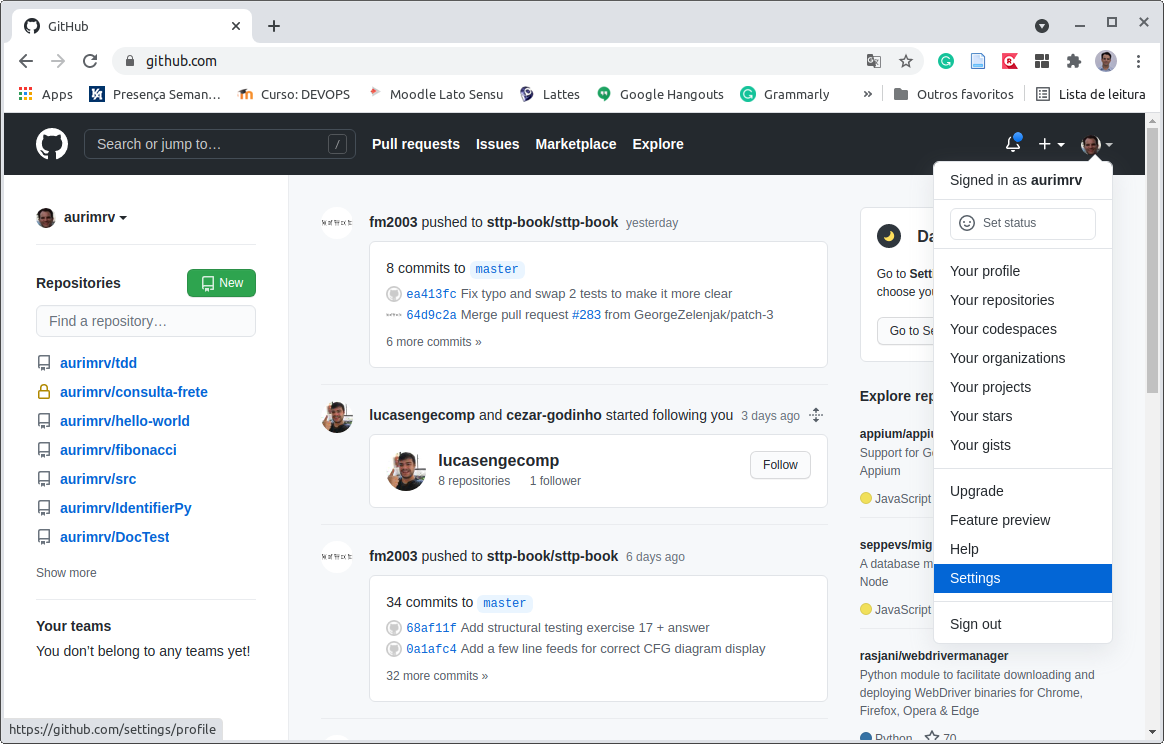 GitHub
github.com
Apps
Presença Seman…
Curso: DEVOPS
Moodle Lato Sensu
Lattes
Google Hangouts
Grammarly
»
Outros favoritos
Lista de leitura
Search or jump to…
/
Pull requests
Issues
Marketplace
Explore
aurimrv
Repositories
New
Find a repository…
aurimrv/tdd
aurimrv/consulta-frete
aurimrv/hello-world
aurimrv/fibonacci
aurimrv/src
aurimrv/IdentifierPy
aurimrv/DocTest
Show more
Your teams
You don’t belong to any teams yet!
https://github.com/settings/profile
fm2003 pushed to sttp-book/sttp-book yesterday
8 commits to master
ea413fc Fix typo and swap 2 tests to make it more clear
64d9c2a Merge pull request #283 from GeorgeZelenjak/patch-3
6 more commits »
lucasengecomp and cezar-godinho started following you 3 days ago
lucasengecomp
8 repositories 1 follower
Follow
fm2003 pushed to sttp-book/sttp-book 6 days ago
34 commits to master
68af11f Add structural testing exercise 17 + answer
0a1afc4 Add a few line feeds for correct CFG diagram display
32 more commits »
Da
Go to Setti
choose you
Go to Se
Explore rep
appium/appiu
Support for Ge
Appium
JavaScript
seppevs/mig
A database m
Node
JavaScript
rasjani/webdrivermanager
Python module to facilitate downloading and
deploying WebDriver binaries for Chrome,
Firefox, Opera & Edge
Python 70
Signed in as aurimrv
Set status
Your profile
Your repositories
Your codespaces
Your organizations
Your projects
Your stars
Your gists
Upgrade
Feature preview
Help
Settings
Sign out